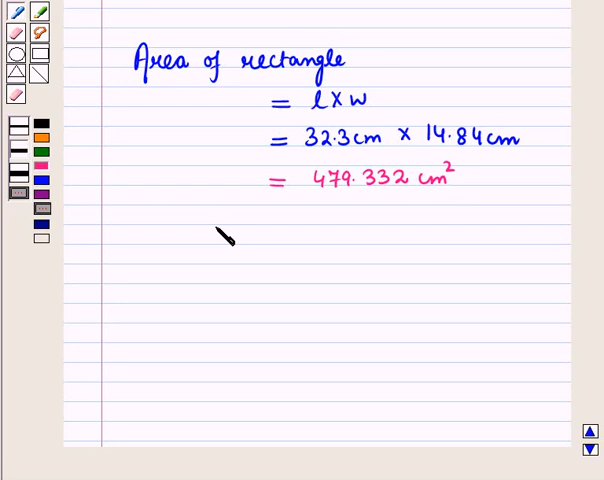 Area of rectangle
= l × w
= 32.3cm × 14.84cm
= 479.332 cm²